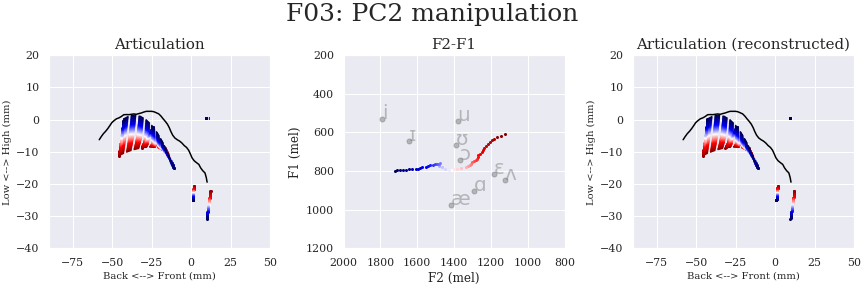 F03: PC2 manipulation
Articulation
F2-F1
Articulation (reconstructed)
20
10
0
−10
−20
−30
−40
Low <--> High (mm)
−75
−50
−25
0
25
50
Back <--> Front (mm)
200
400
600
800
1000
1200
F1 (mel)
i
ɪ
µ
ʊ
ɔ
ɛ
ʌ
ɑ
æ
2000
1800
1600
1400
1200
1000
800
F2 (mel)
20
10
0
−10
−20
−30
−40
Low <--> High (mm)
−75
−50
−25
0
25
50
Back <--> Front (mm)